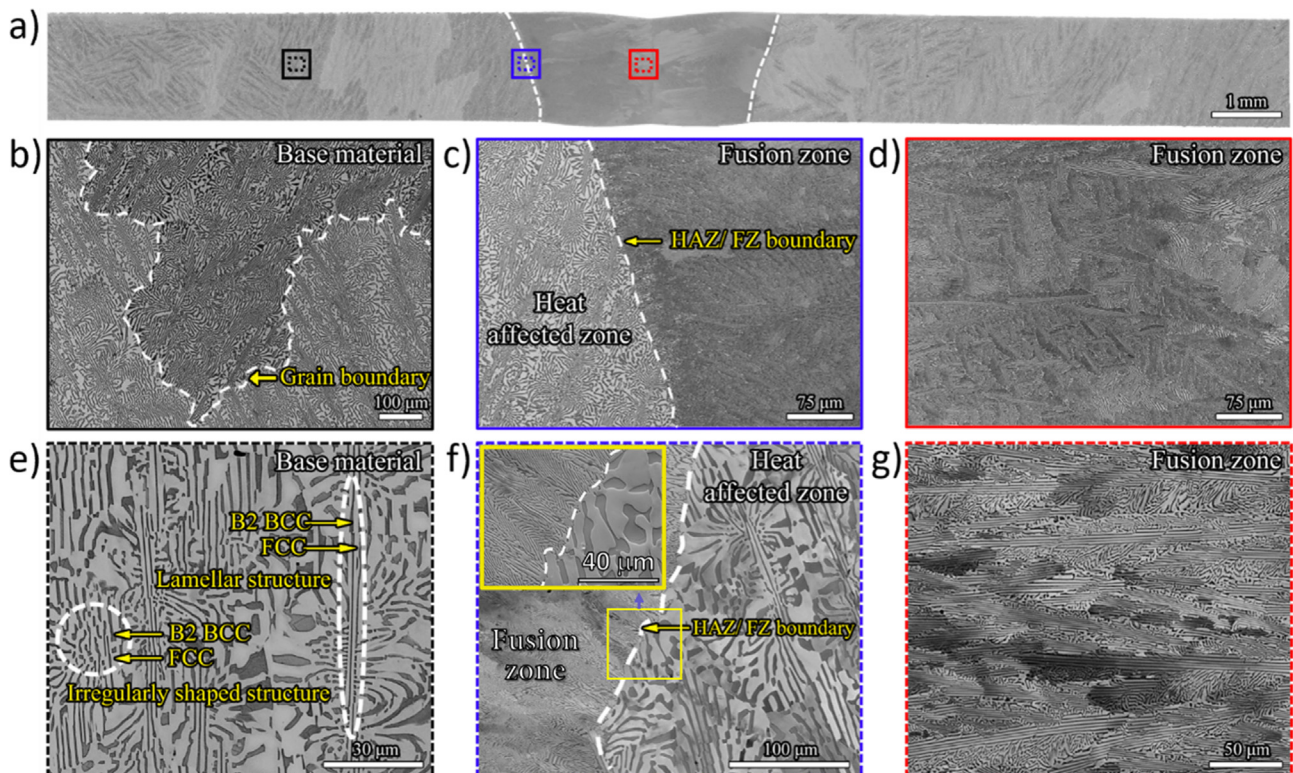 a)
1 mm
b)
Base material
Grain boundary
100 μm
c)
Fusion zone
HAZ/ FZ boundary
Heat
affected zone
75 μm
d)
Fusion zone
75 μm
e)
Base material
B2 BCC
FCC
Lamellar structure
B2 BCC
FCC
Irregularly shaped structure
30 μm
f)
40 μm
Heat
affected zone
HAZ/ FZ boundary
Fusion
zone
100 μm
g)
Fusion zone
50 μm